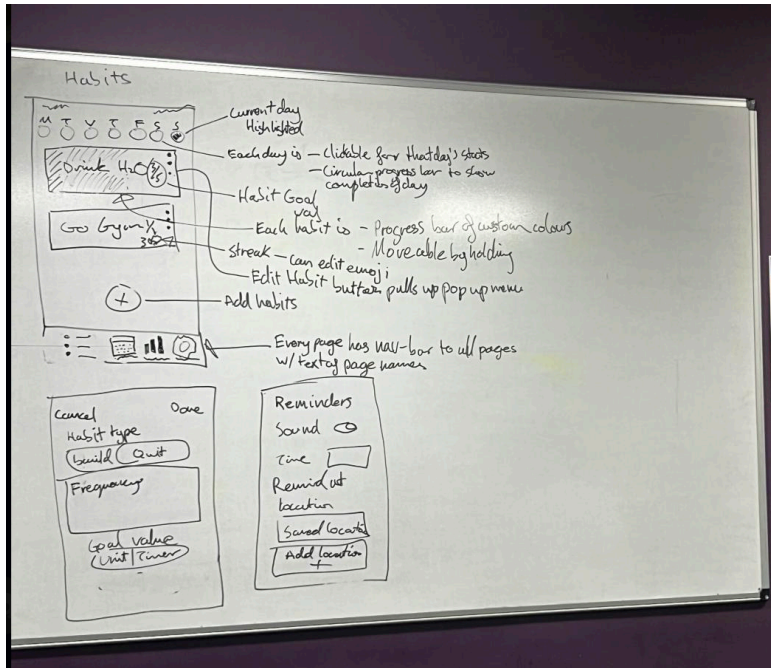 Habits
M T V T F S S
Current day
Highlighted
Each day is - Clickable for that day's stats
- Circular progress bar to show
completion of day
Drink H2O 3/5
Habit Goal
val
Each habit is - Progress bar of custom colours
- Moveable by holding
Go Gym
Streak - Can edit emoji
Edit Habit button pulls up pop up menu
+
Add habits
Every page has nav-bar to all pages
w/ text of page names
Cancel Done
Habit type
build Quit
Frequency
Goal value
Unit | Timer
Reminders
Sound
Time
Remind at
location
Saved locatio
Add location
+